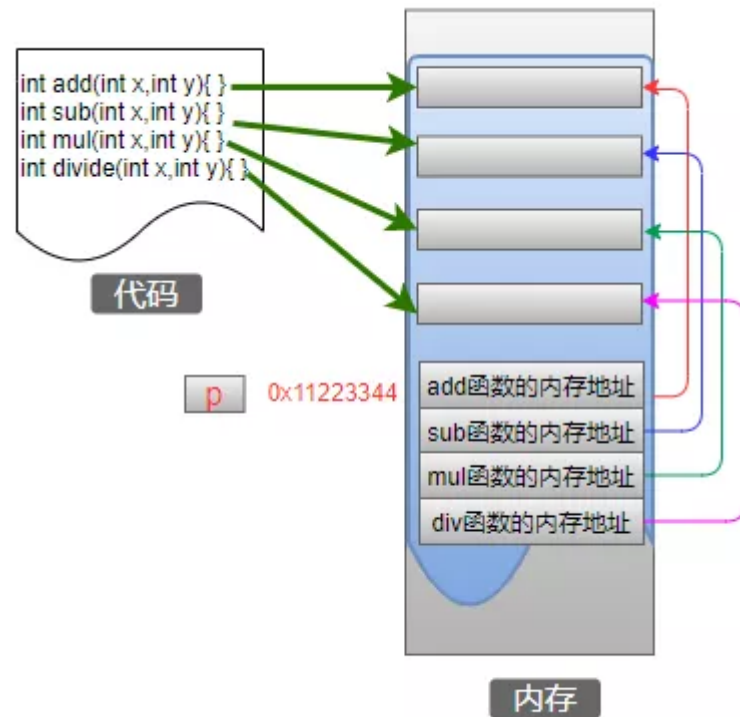 int add(int x,int y){ }
int sub(int x,int y){ }
int mul(int x,int y){ }
int divide(int x,int y){ }
代码
p
0x11223344
add函数的内存地址
sub函数的内存地址
mul函数的内存地址
div函数的内存地址
内存